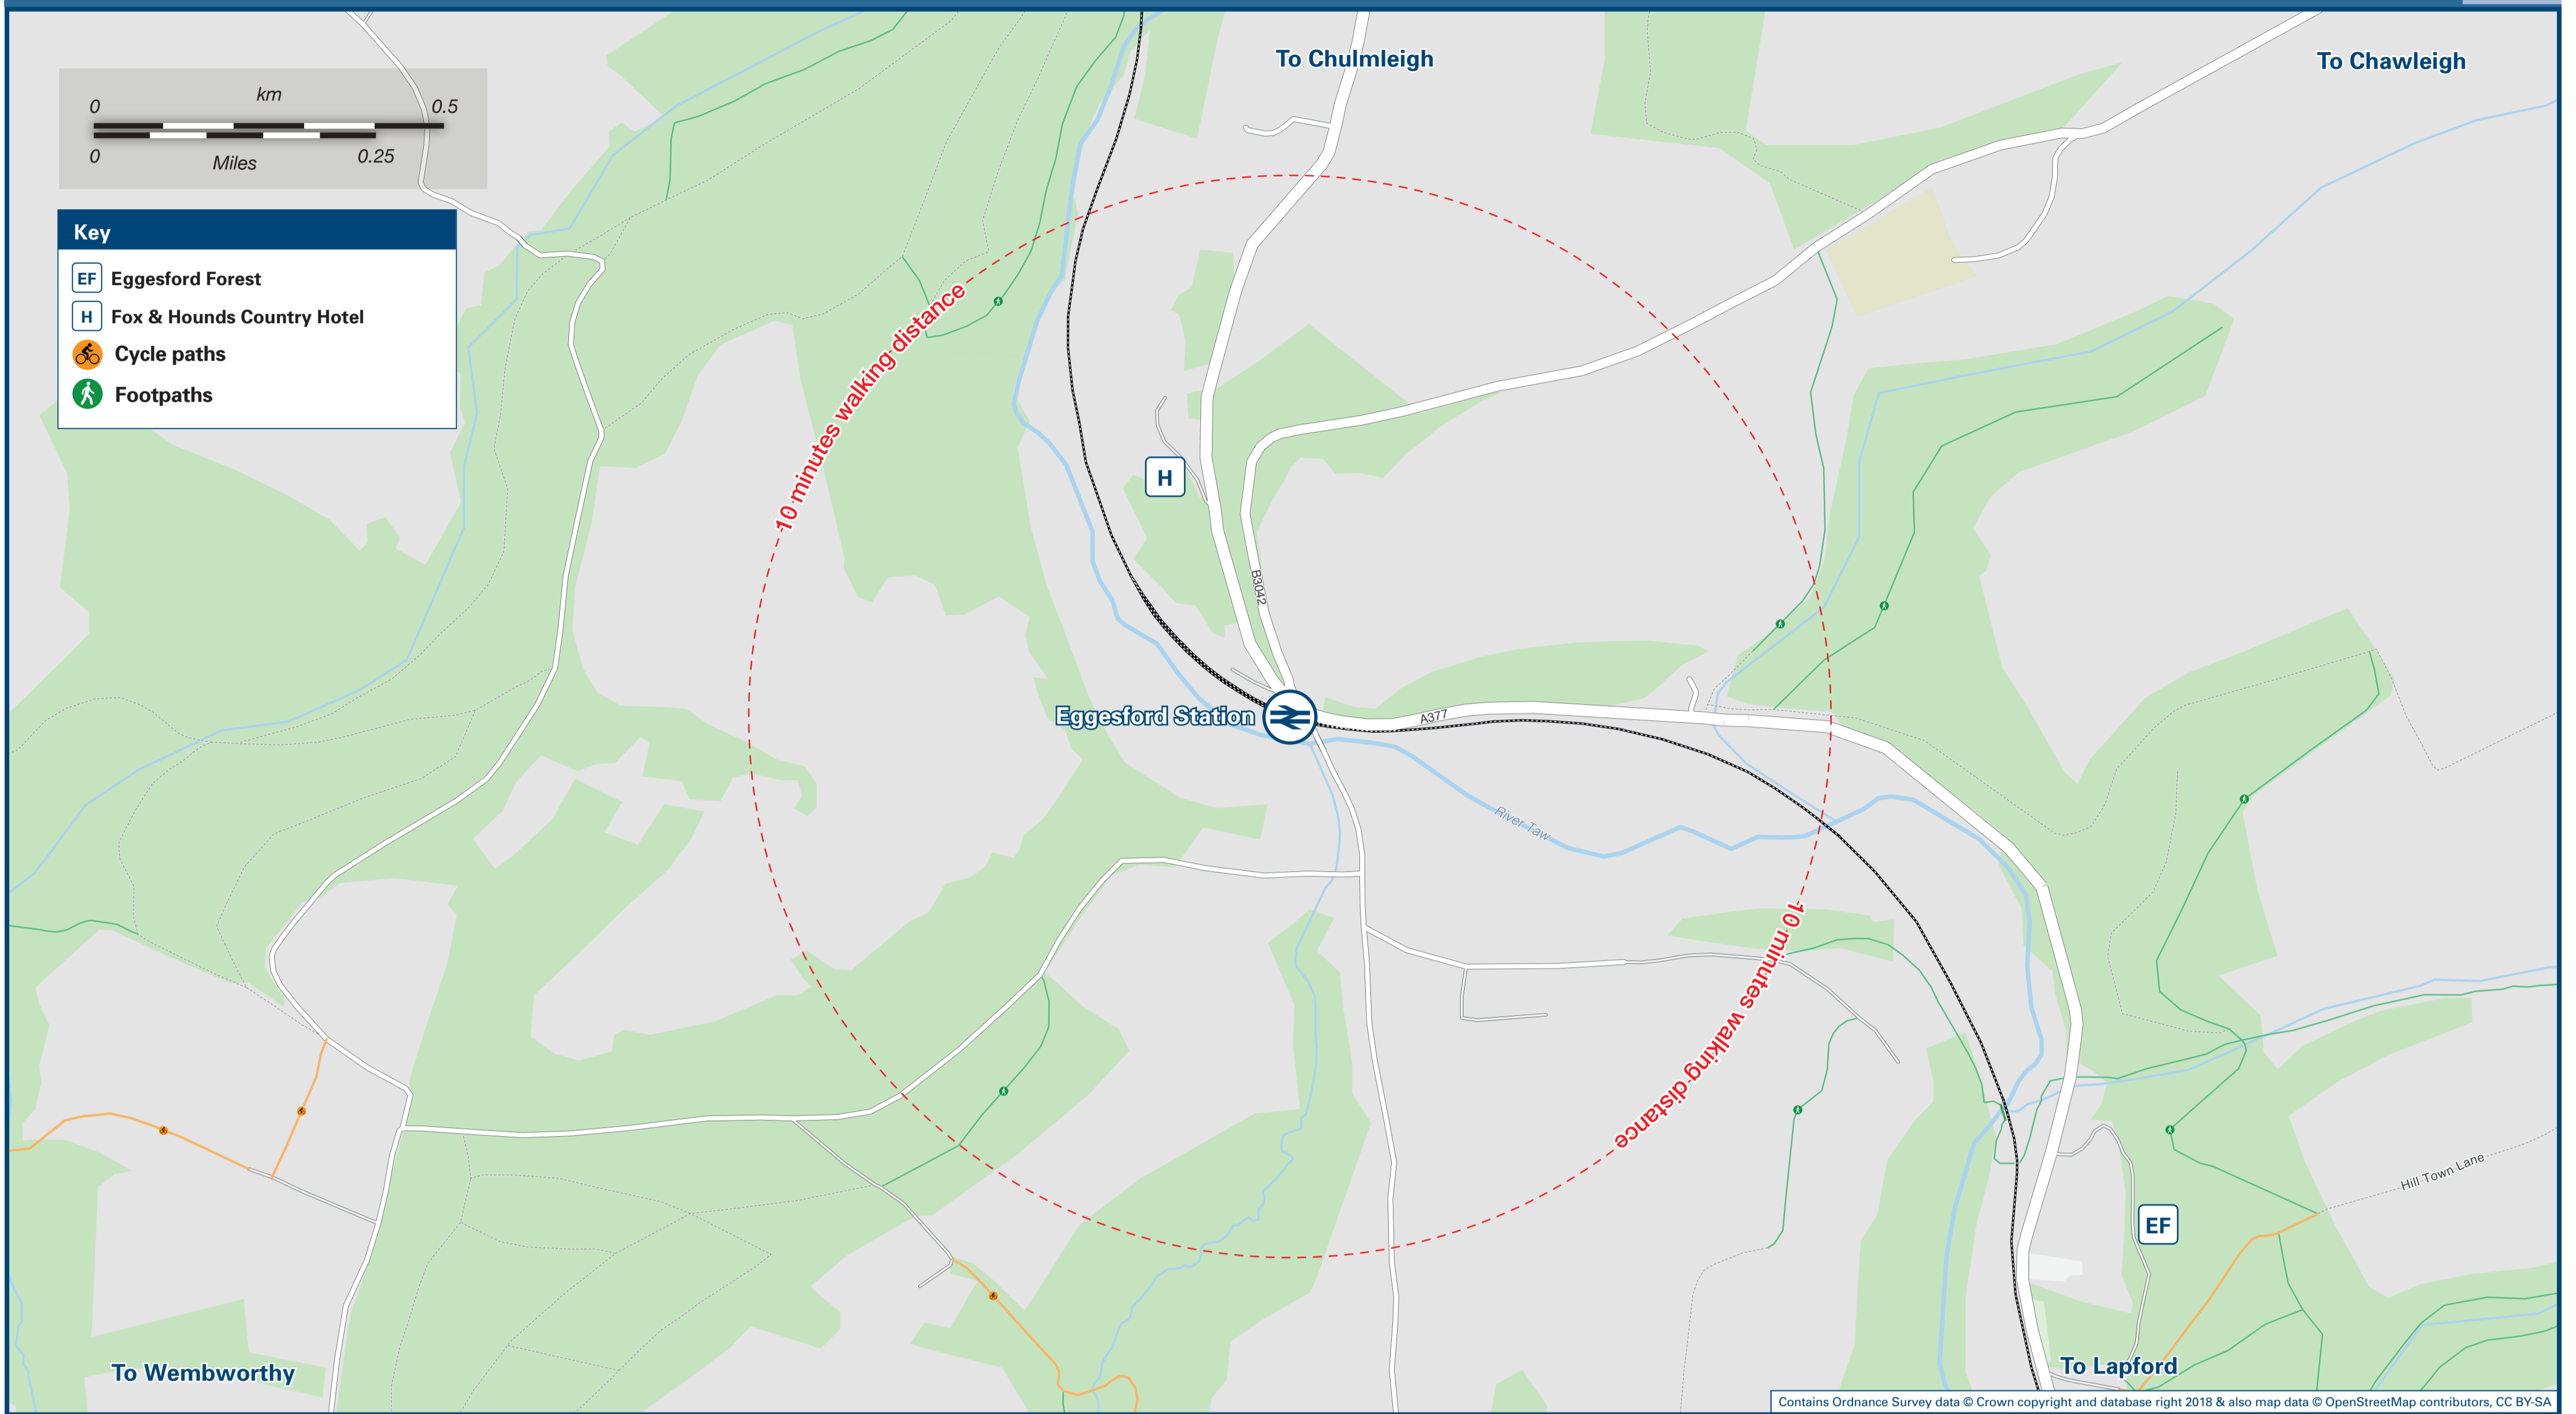 To Chulmleigh
To Chawleigh
km
0 0.5
0 0.25
Miles
Key
EF Eggesford Forest
H Fox & Hounds Country Hotel
Cycle paths
Footpaths
10 minutes walking distance
H
B3042
Eggesford Station
A377
River Taw
10 minutes walking distance
Hill Town Lane
EF
To Wembworthy
To Lapford
Contains Ordnance Survey data © Crown copyright and database right 2018 & also map data © OpenStreetMap contributors, CC BY-SA